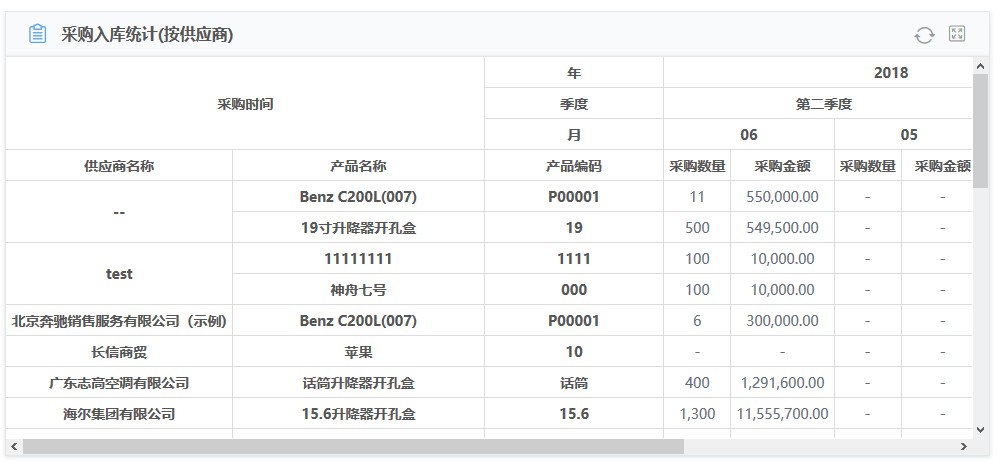 采购入库统计(按供应商)
采购时间 年 2018
季度 第二季度
月 06 05
供应商名称 产品名称 产品编码 采购数量 采购金额 采购数量 采购金额
-- Benz C200L(007) P00001 11 550,000.00 - -
19寸升降器开孔盒 19 500 549,500.00 - -
test 11111111 1111 100 10,000.00 - -
神舟七号 000 100 10,000.00 - -
北京奔驰销售服务有限公司（示例) Benz C200L(007) P00001 6 300,000.00 - -
长信商贸 苹果 10 - - - -
广东志高空调有限公司 话筒升降器开孔盒 话筒 400 1,291,600.00 - -
海尔集团有限公司 15.6升降器开孔盒 15.6 1,300 11,555,700.00 - -